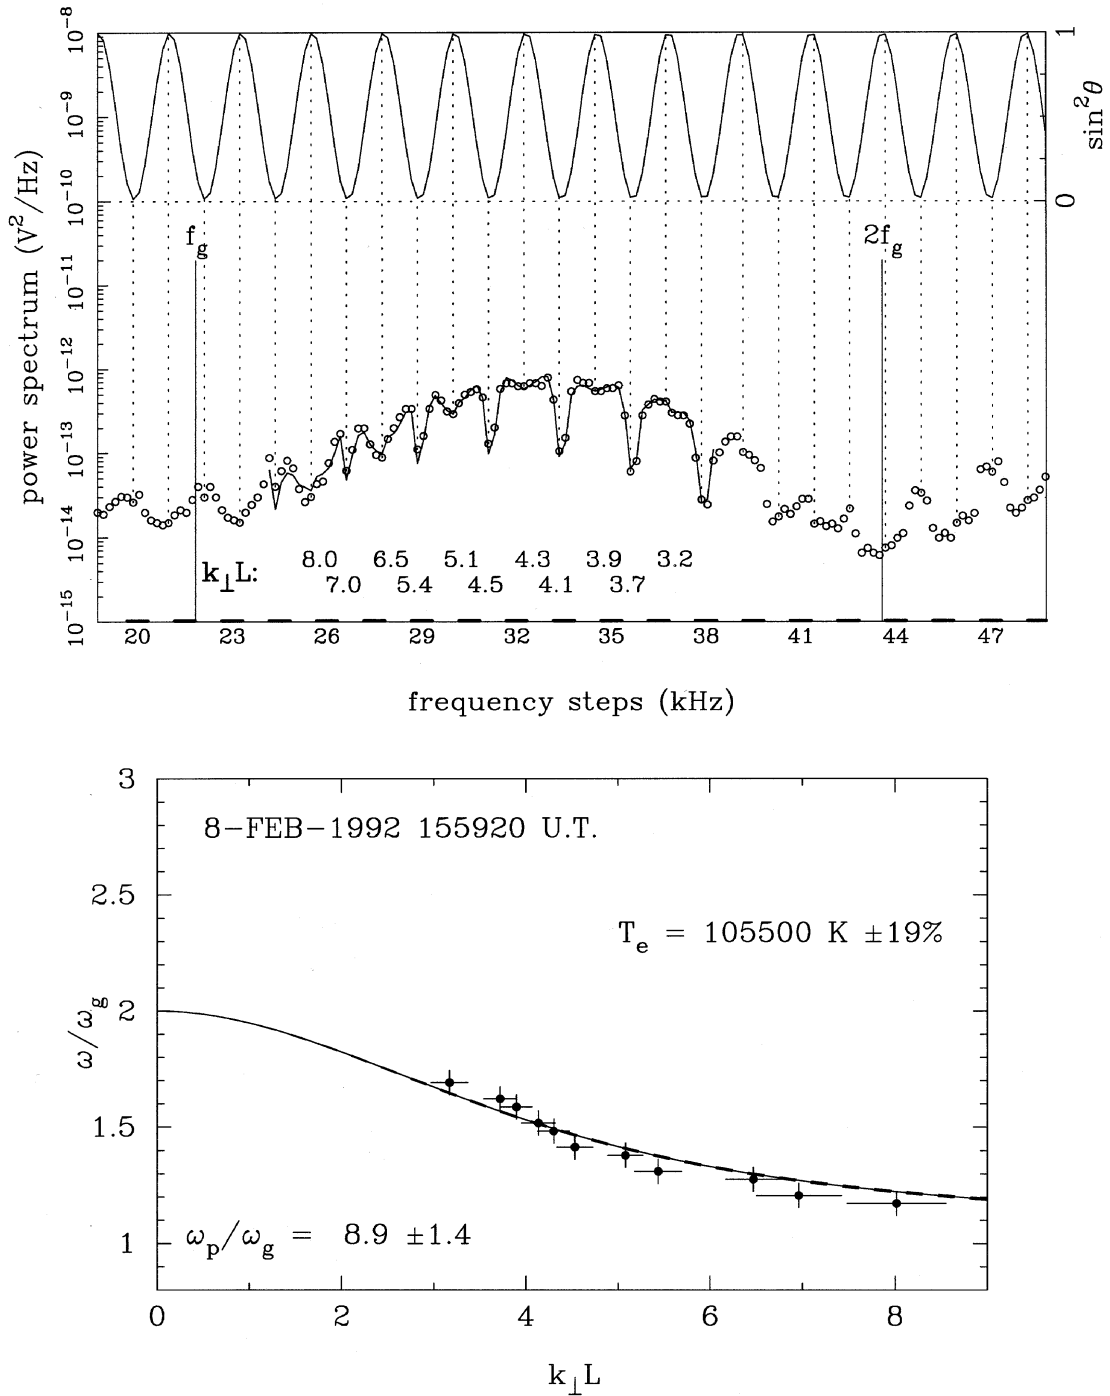 10⁻⁸
10⁻⁹
10⁻¹⁰
10⁻¹¹
10⁻¹²
10⁻¹³
10⁻¹⁴
10⁻¹⁵
power spectrum (V²/Hz)
1
0
sin²θ
f_g
2f_g
8.0 6.5 5.1 4.3 3.9 3.2
k⊥L:
7.0 5.4 4.5 4.1 3.7
20 23 26 29 32 35 38 41 44 47
frequency steps (kHz)
3
2.5
2
1.5
1
ω/ω_g
8-FEB-1992 155920 U.T.
T_e = 105500 K ±19%
ω_p/ω_g = 8.9 ±1.4
0 2 4 6 8
k⊥L